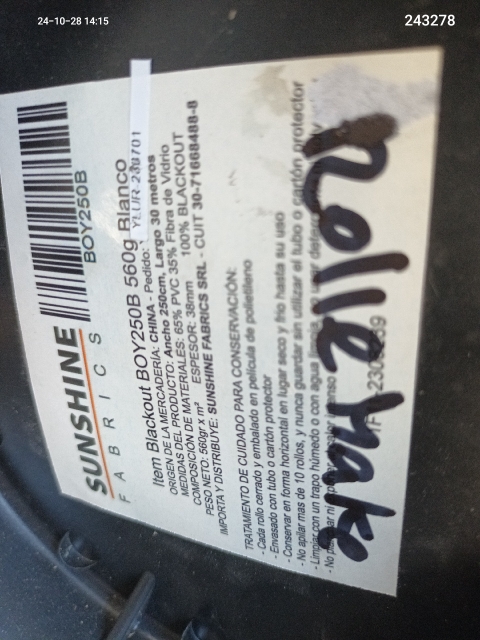 24-10-28 14:15
243278
SUNSHINE
F A B R I C S
BOY250B
Item Blackout BOY250B 560g Blanco
ORIGEN DE LA MERCADERÍA: CHINA - Pedido:
MEDIDAS DEL PRODUCTO: Ancho 250cm, Largo 30 metros
COMPOSICIÓN DE MATERIALES: 65% PVC 35% Fibra de Vidrio
PESO NETO: 560gr x m² ESPESOR: 38mm 100% BLACKOUT
IMPORTA Y DISTRIBUYE: SUNSHINE FABRICS SRL - CUIT 30-71668488-8
TRATAMIENTO DE CUIDADO PARA CONSERVACIÓN:
- Cada rollo cerrado y embalado en película de polietileno
- Envasado con tubo o cartón protector
- Conservar en forma horizontal en lugar seco y frio hasta su uso
- No apilar mas de 10 rollos, y nunca guardar sin utilizar el tubo o cartón protector
- Limpiar con un trapo húmedo o con agua
- No